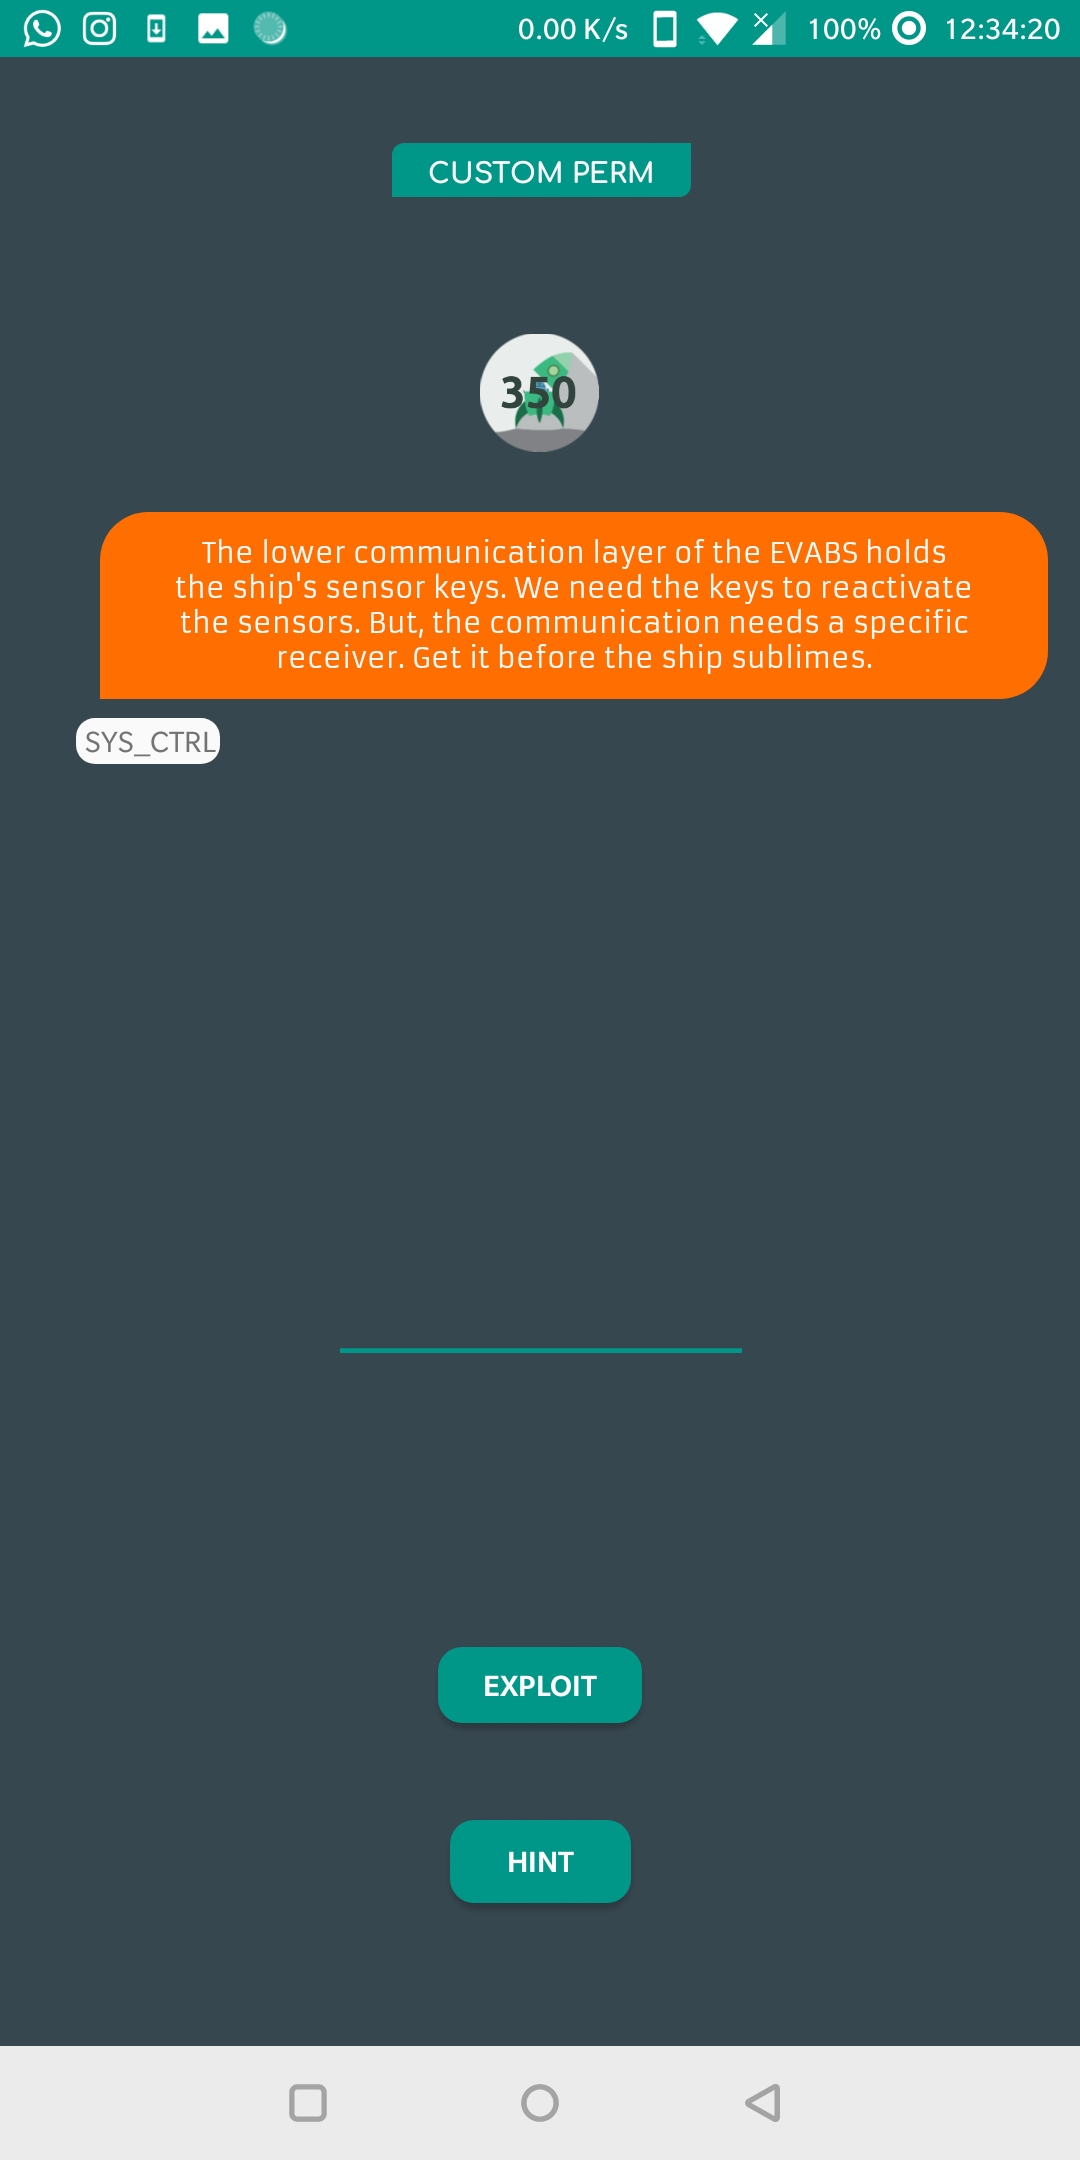 0.00 K/s 100% 12:34:20
CUSTOM PERM
350
The lower communication layer of the EVABS holds
the ship's sensor keys. We need the keys to reactivate
the sensors. But, the communication needs a specific
receiver. Get it before the ship sublimes.
SYS_CTRL
EXPLOIT
HINT